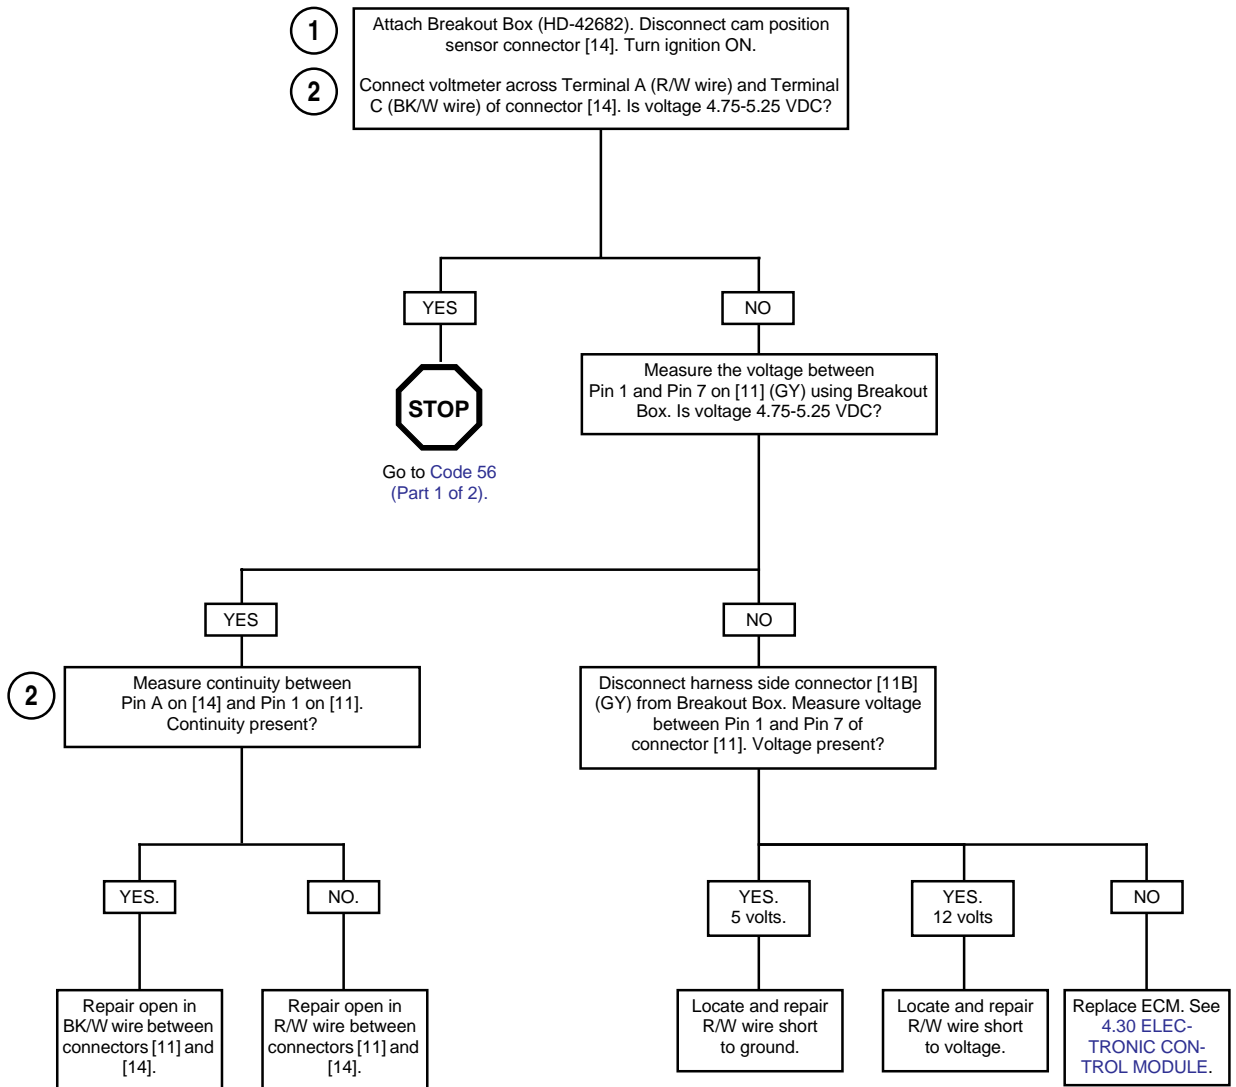 1
Attach Breakout Box (HD-42682). Disconnect cam position
sensor connector [14]. Turn ignition ON.
2
Connect voltmeter across Terminal A (R/W wire) and Terminal
C (BK/W wire) of connector [14]. Is voltage 4.75-5.25 VDC?
YES
NO
STOP
Go to Code 56
(Part 1 of 2).
Measure the voltage between
Pin 1 and Pin 7 on [11] (GY) using Breakout
Box. Is voltage 4.75-5.25 VDC?
YES
NO
2
Measure continuity between
Pin A on [14] and Pin 1 on [11].
Continuity present?
Disconnect harness side connector [11B]
(GY) from Breakout Box. Measure voltage
between Pin 1 and Pin 7 of
connector [11]. Voltage present?
YES.
NO.
YES.
5 volts.
YES.
12 volts
NO
Repair open in
BK/W wire between
connectors [11] and
[14].
Repair open in
R/W wire between
connectors [11] and
[14].
Locate and repair
R/W wire short
to ground.
Locate and repair
R/W wire short
to voltage.
Replace ECM. See
4.30 ELEC-
TRONIC CON-
TROL MODULE.